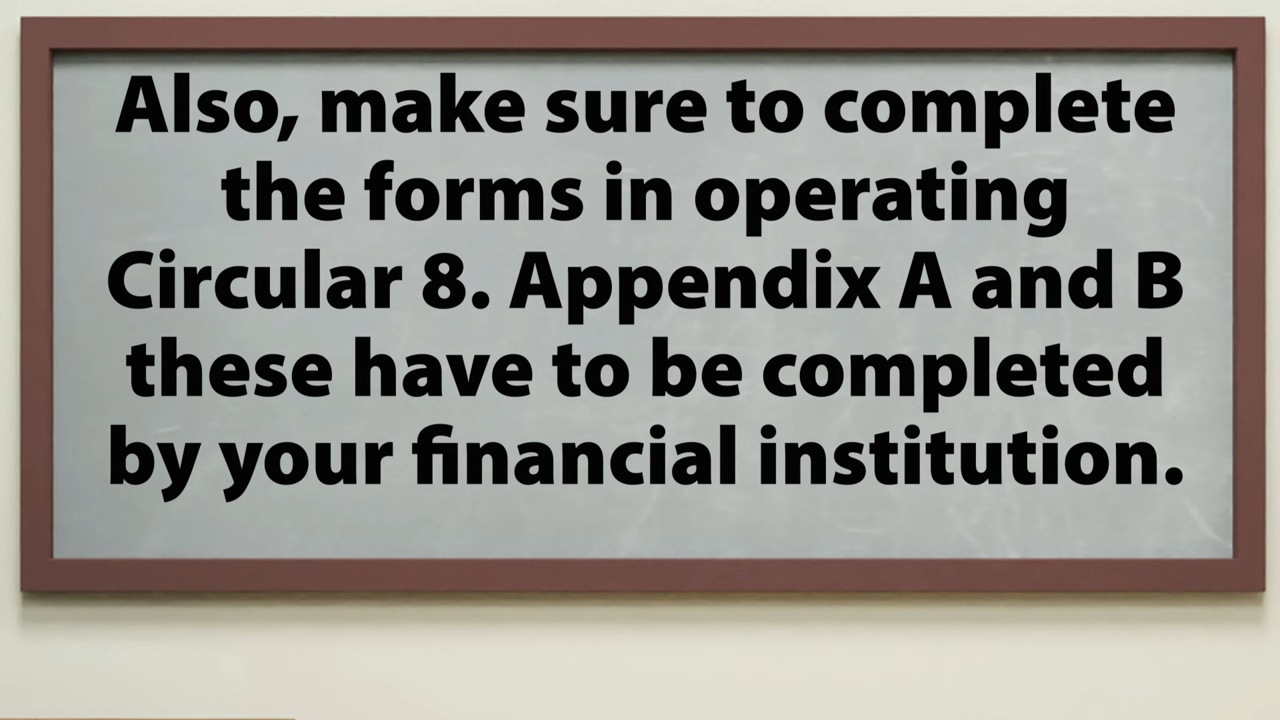 Also, make sure to complete
the forms in operating
Circular 8. Appendix A and B
these have to be completed
by your financial institution.